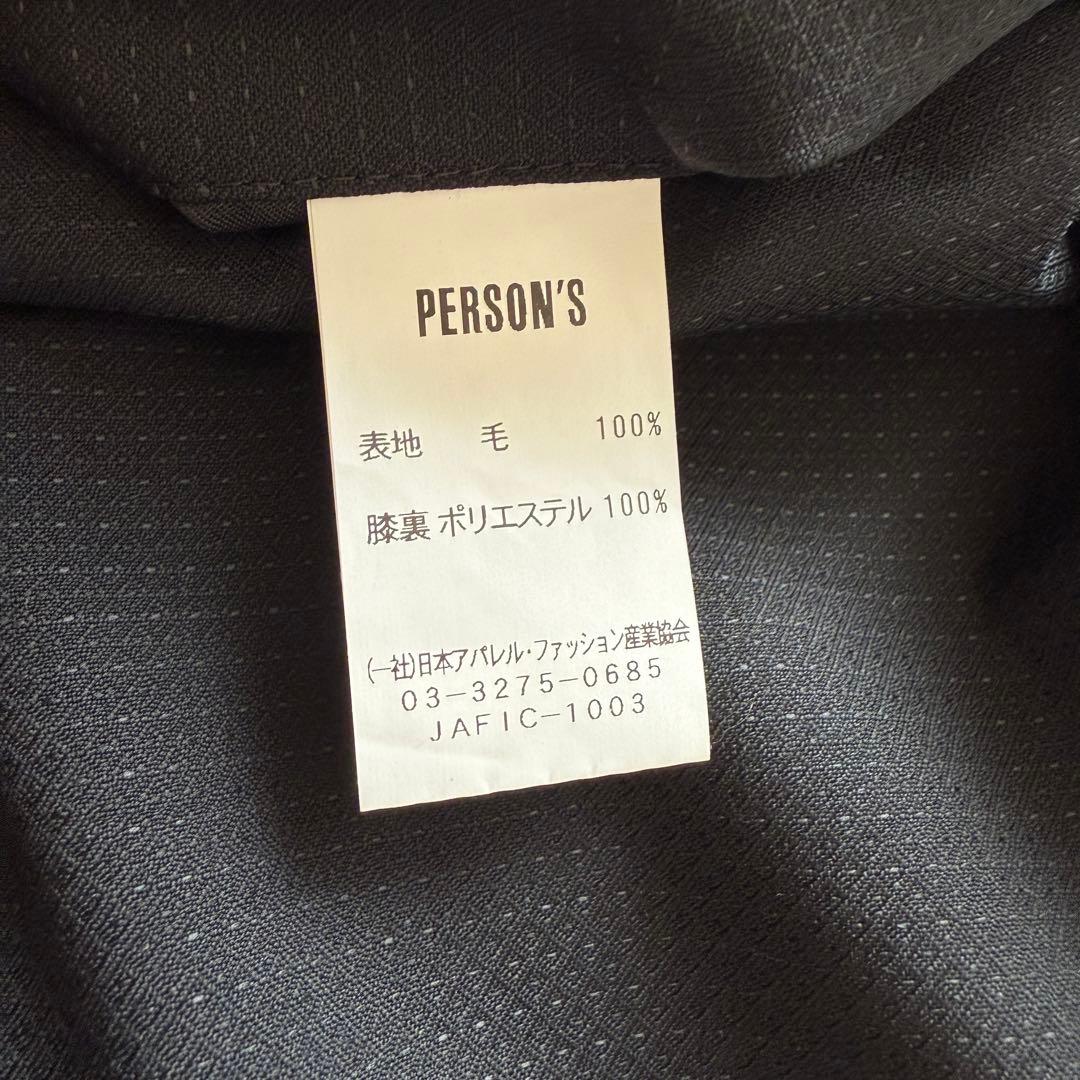 PERSON'S
表地 毛 100%
膝裏 ポリエステル 100%
(一社)日本アパレル・ファッション産業協会
03-3275-0685
JAFIC-1003